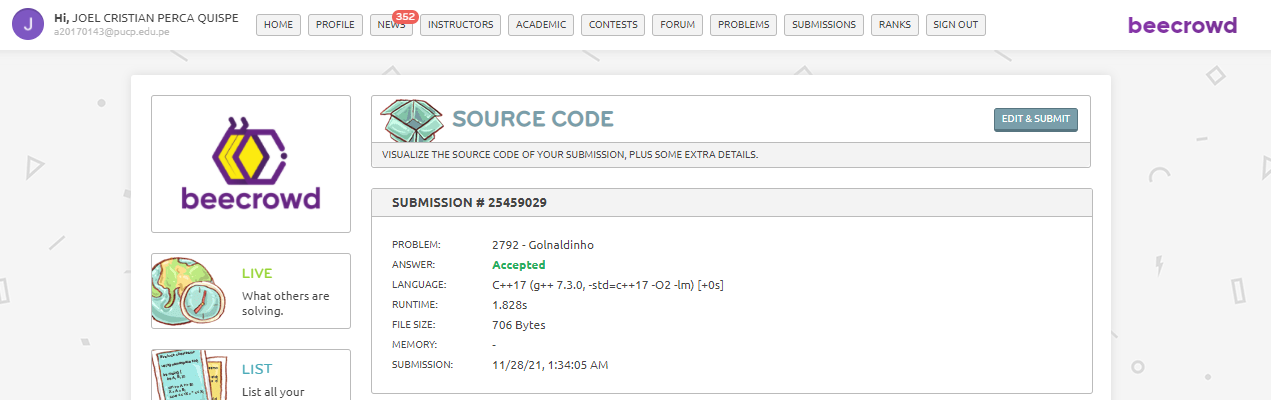 J
Hi, JOEL CRISTIAN PERCA QUISPE
a20170143@pucp.edu.pe
HOME
PROFILE
NEWS
352
INSTRUCTORS
ACADEMIC
CONTESTS
FORUM
PROBLEMS
SUBMISSIONS
RANKS
SIGN OUT
beecrowd
beecrowd
LIVE
What others are
solving.
LIST
List all your
SOURCE CODE
EDIT & SUBMIT
VISUALIZE THE SOURCE CODE OF YOUR SUBMISSION, PLUS SOME EXTRA DETAILS.
SUBMISSION # 25459029
PROBLEM: 2792 - Golnaldinho
ANSWER: Accepted
LANGUAGE: C++17 (g++ 7.3.0, -std=c++17 -O2 -lm) [+0s]
RUNTIME: 1.828s
FILE SIZE: 706 Bytes
MEMORY: -
SUBMISSION: 11/28/21, 1:34:05 AM